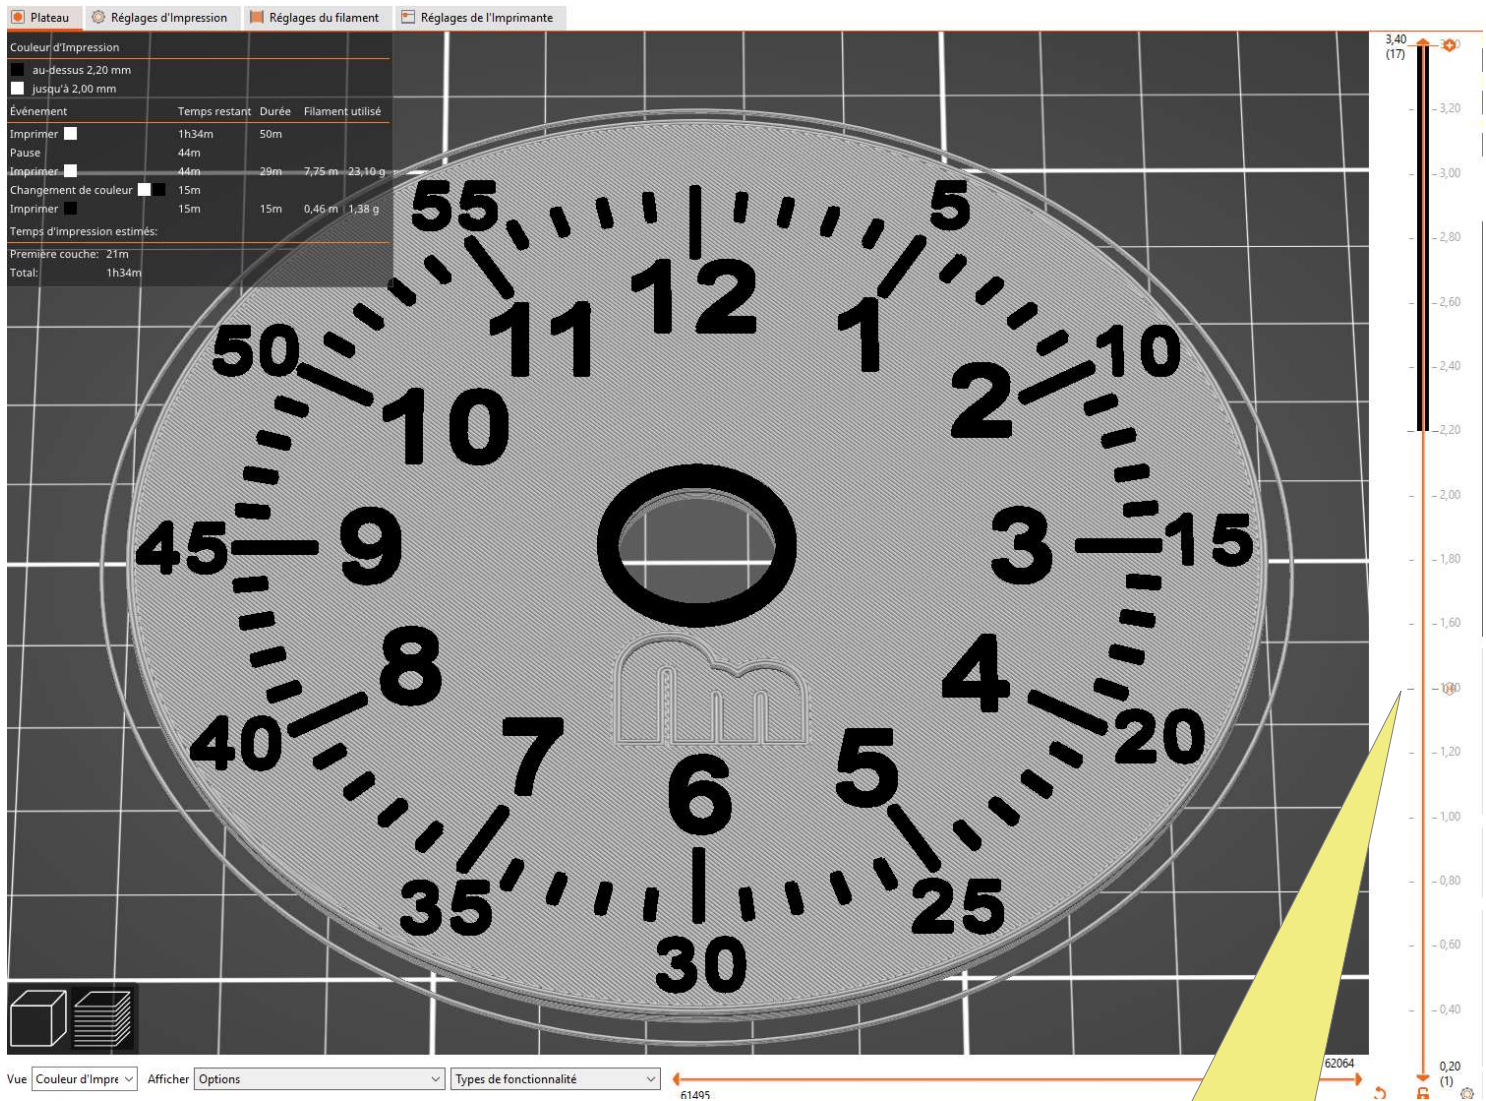 Plateau Réglages d'Impression Réglages du filament Réglages de l'Imprimante
Couleur d'Impression
au-dessus 2,20 mm
jusqu'à 2,00 mm
Événement Temps restant Durée Filament utilisé
Imprimer 1h34m 50m
Pause 44m
Imprimer 44m 29m 7,75 m 23,10 g
Changement de couleur 15m
Imprimer 15m 15m 0,46 m 1,38 g
Temps d'impression estimés:
Première couche: 21m
Total: 1h34m
55 5
12
11 1
50 10
10 2
45 9 3 15
8 4
40 20
7 5
6
35 25
30
3,40
(17)
3,20
3,00
2,80
2,60
2,40
2,20
2,00
1,80
1,60
1,20
1,00
0,80
0,60
0,40
0,20
(1)
Vue Couleur d'Impre Afficher Options Types de fonctionnalité
61495
62064